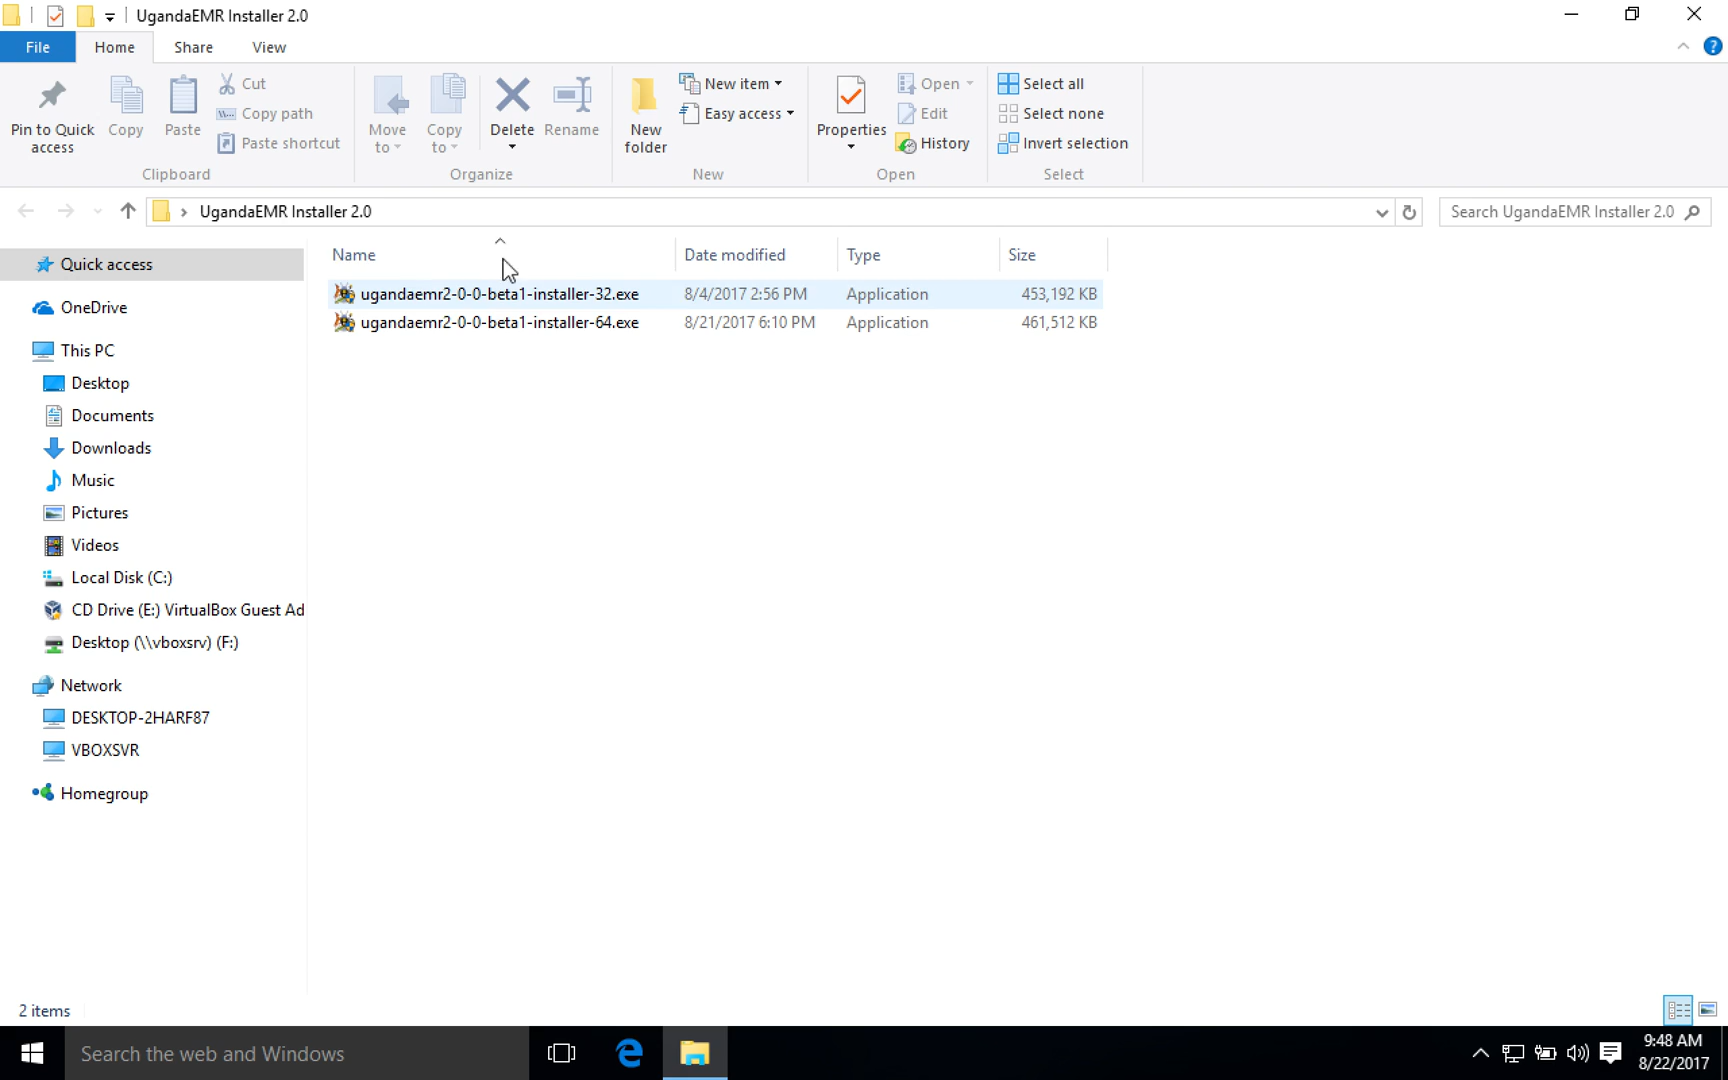 UgandaEMR Installer 2.0
File Home Share View
Pin to Quick access
Copy
Paste
Cut
Copy path
Paste shortcut
Clipboard
Move to
Copy to
Delete
Rename
Organize
New folder
New item
Easy access
New
Properties
Open
Edit
History
Open
Select all
Select none
Invert selection
Select
UgandaEMR Installer 2.0
Search UgandaEMR Installer 2.0
Quick access
OneDrive
This PC
Desktop
Documents
Downloads
Music
Pictures
Videos
Local Disk (C:)
CD Drive (E:) VirtualBox Guest Ad
Desktop (\\vboxsrv) (F:)
Network
DESKTOP-2HARF87
VBOXSVR
Homegroup
Name Date modified Type Size
ugandaemr2-0-0-beta1-installer-32.exe 8/4/2017 2:56 PM Application 453,192 KB
ugandaemr2-0-0-beta1-installer-64.exe 8/21/2017 6:10 PM Application 461,512 KB
2 items
Search the web and Windows
9:48 AM
8/22/2017